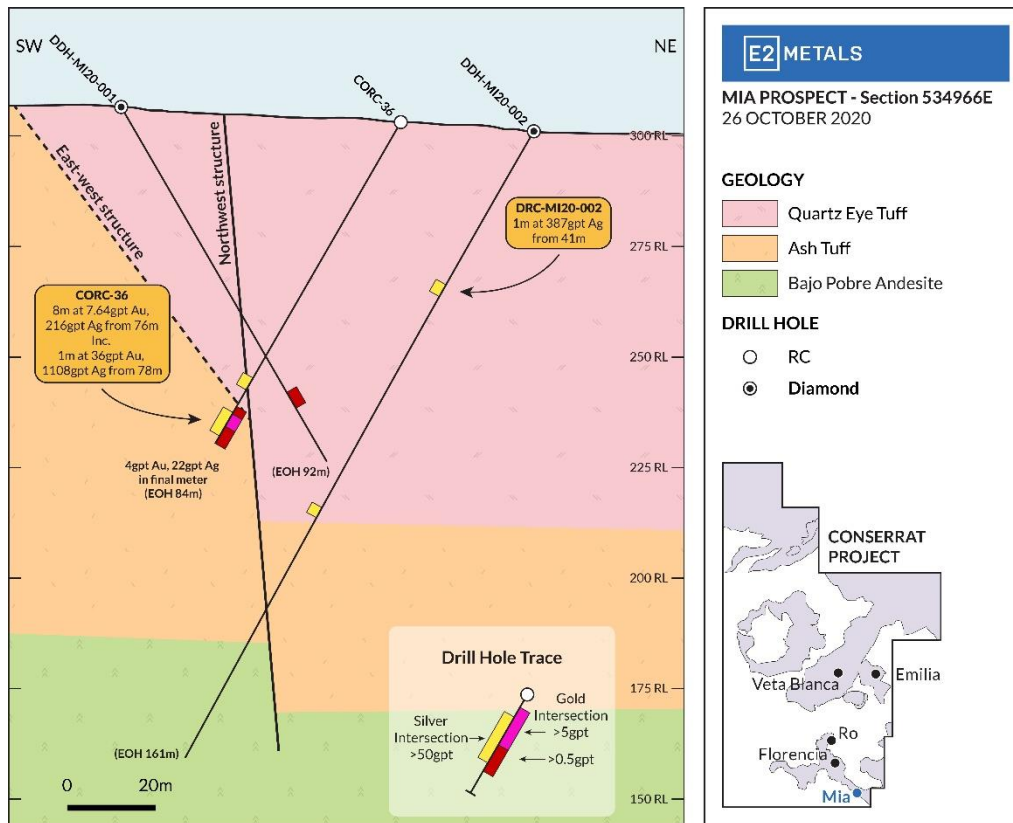 SW
NE
DDH-MI20-001
CORC-36
DDH-MI20-002
300 RL
275 RL
250 RL
225 RL
200 RL
175 RL
150 RL
East-west structure
Northwest structure
DRC-MI20-002
1m at 387gpt Ag
from 41m
CORC-36
8m at 7.64gpt Au,
216gpt Ag from 76m
Inc.
1m at 36gpt Au,
1108gpt Ag from 78m
4gpt Au, 22gpt Ag
in final meter
(EOH 84m)
(EOH 92m)
(EOH 161m)
0 20m
Drill Hole Trace
Silver
Intersection
>50gpt
Gold
Intersection
>5gpt
>0.5gpt
E2 METALS
MIA PROSPECT - Section 534966E
26 OCTOBER 2020
GEOLOGY
Quartz Eye Tuff
Ash Tuff
Bajo Pobre Andesite
DRILL HOLE
RC
Diamond
CONSERRAT
PROJECT
Veta Blanca
Emilia
Ro
Florencia
Mia